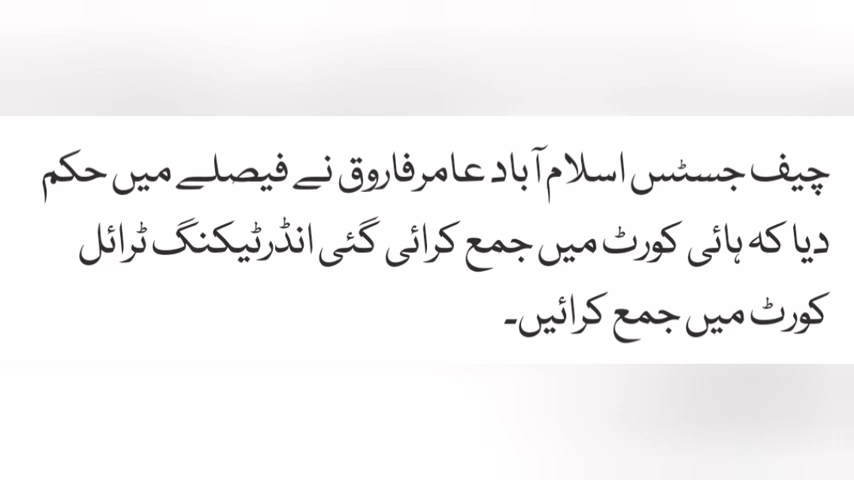 چیف جسٹس اسلام آباد عامر فاروق نے فیصلے میں حکم
دیا کہ ہائی کورٹ میں جمع کرائی گئی انڈرٹیکنگ ٹرائل
کورٹ میں جمع کرائیں۔